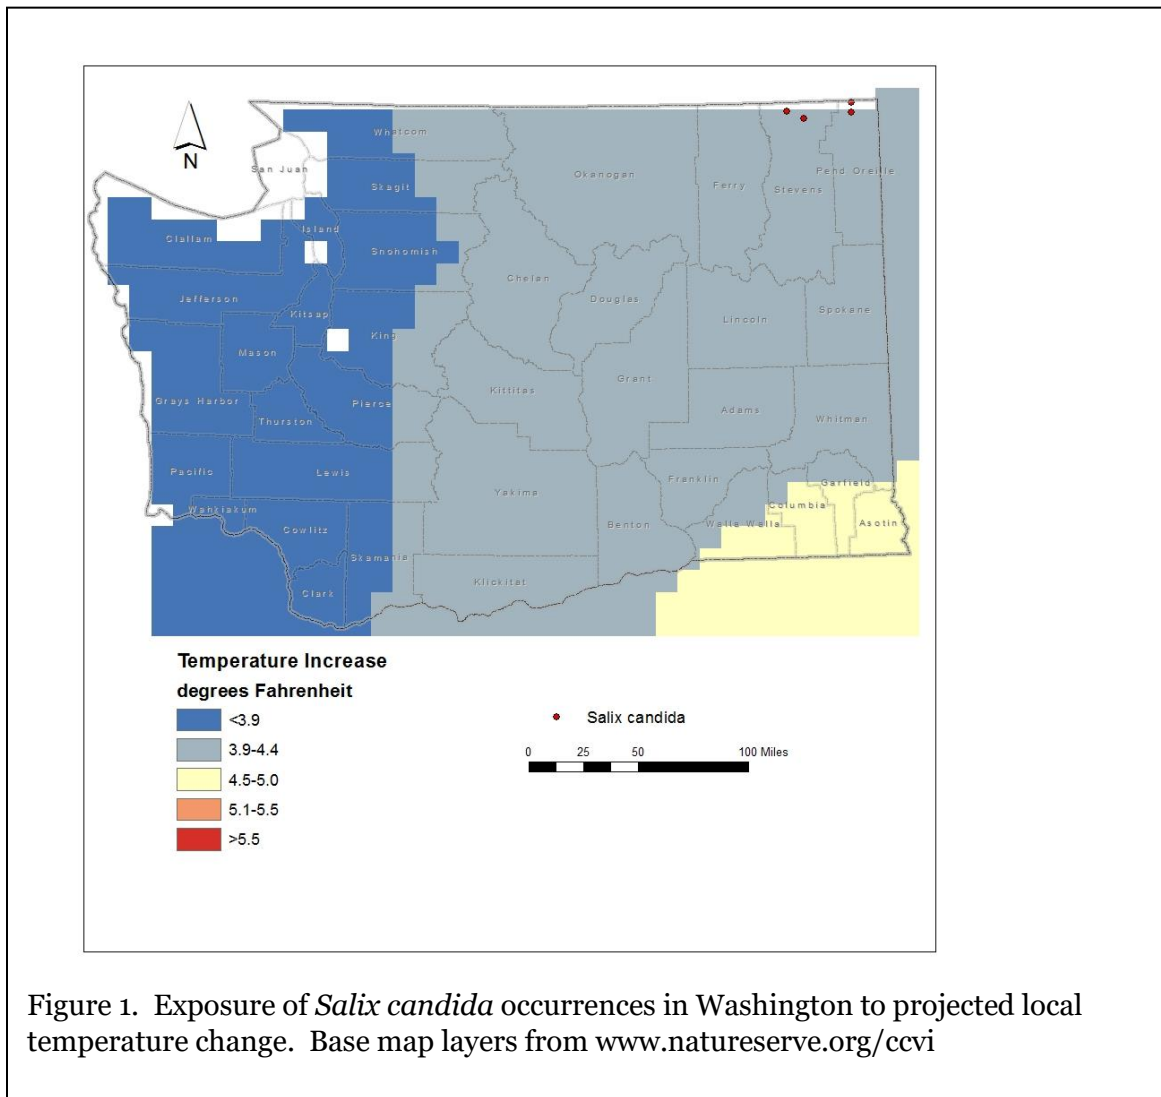 N
San Juan
Whatcom
Skagit
Okanogan
Ferry
Stevens
Pend Oreille
Clallam
Island
Snohomish
Chelan
Douglas
Jefferson
Kitsap
King
Lincoln
Spokane
Mason
Grays Harbor
Thurston
Pierce
Kittitas
Grant
Adams
Whitman
Pacific
Lewis
Yakima
Franklin
Garfield
Wahkiakum
Cowlitz
Skamania
Benton
Walla Walla
Columbia
Asotin
Clark
Klickitat
Temperature Increase
degrees Fahrenheit
<3.9
3.9-4.4
4.5-5.0
5.1-5.5
>5.5
Salix candida
0 25 50 100 Miles
Figure 1. Exposure of Salix candida occurrences in Washington to projected local
temperature change. Base map layers from www.natureserve.org/ccvi